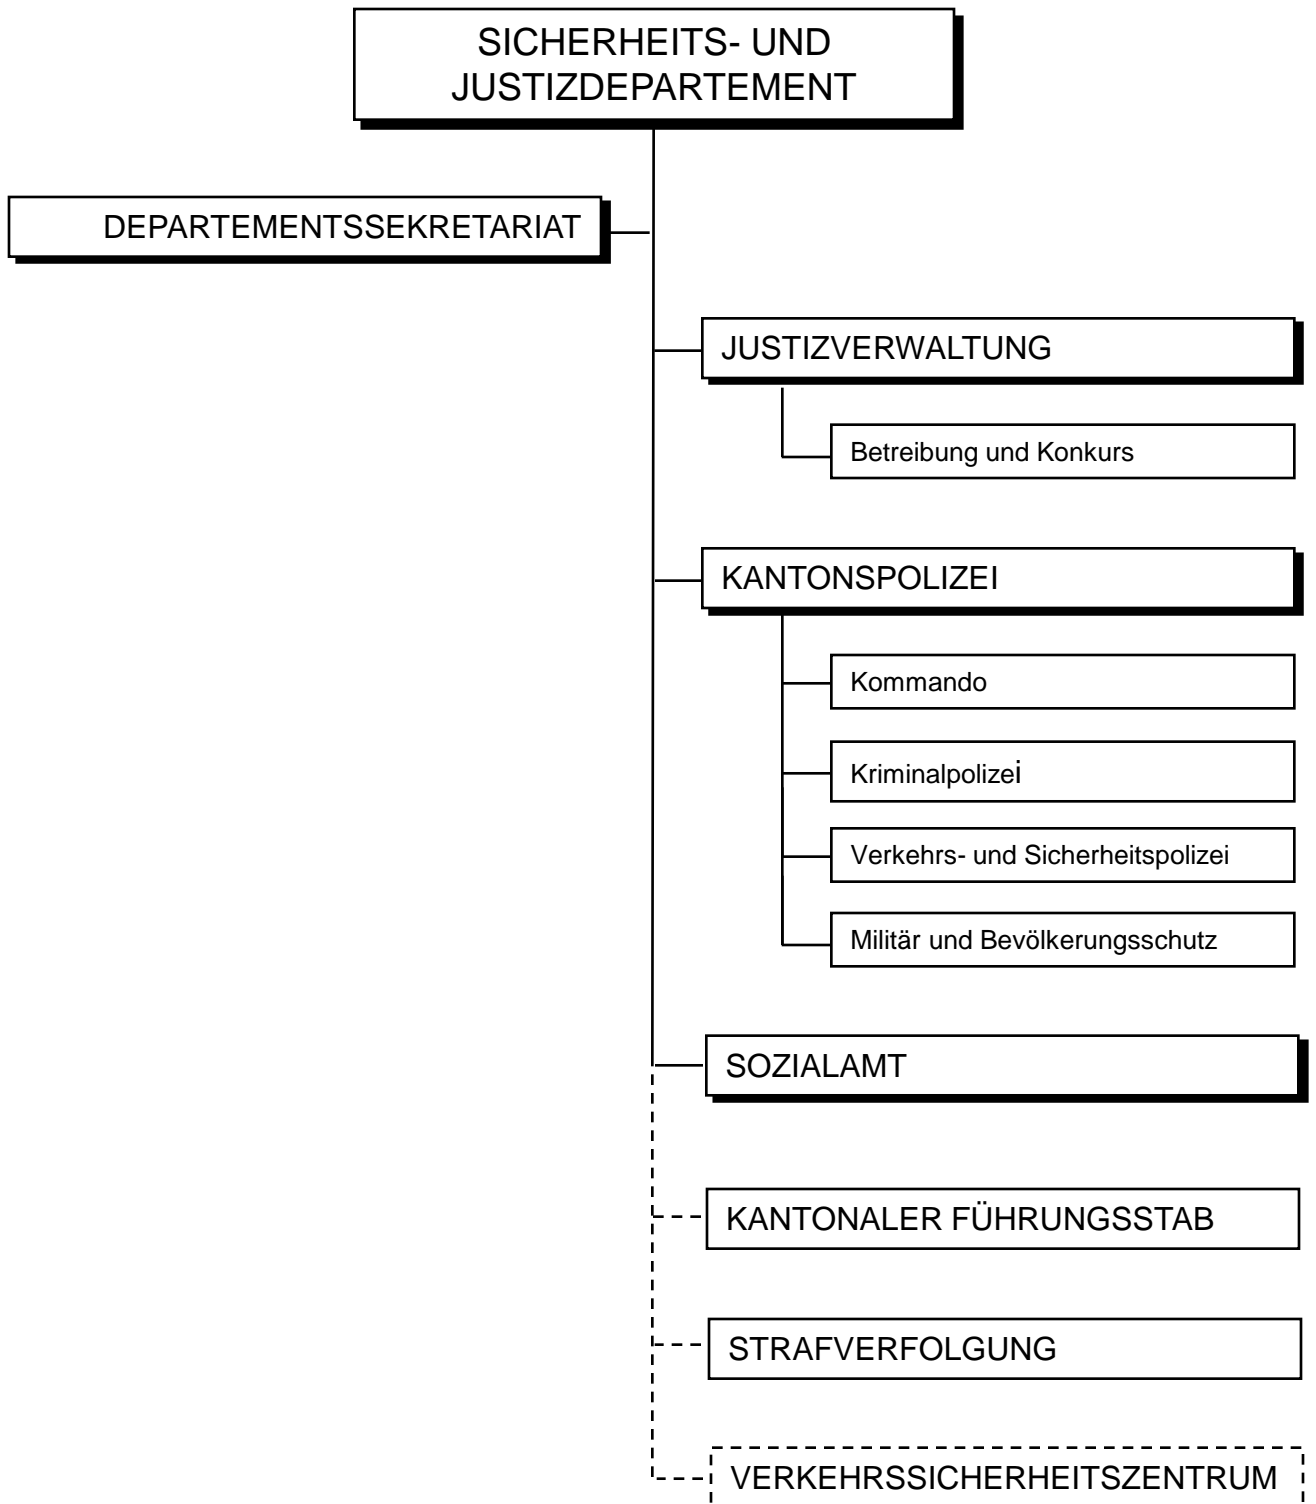 SICHERHEITS- UND
JUSTIZDEPARTEMENT
DEPARTEMENTSSEKRETARIAT
JUSTIZVERWALTUNG
Betreibung und Konkurs
KANTONSPOLIZEI
Kommando
Kriminalpolizei
Verkehrs- und Sicherheitspolizei
Militär und Bevölkerungsschutz
SOZIALAMT
KANTONALER FÜHRUNGSSTAB
STRAFVERFOLGUNG
VERKEHRSSICHERHEITSZENTRUM